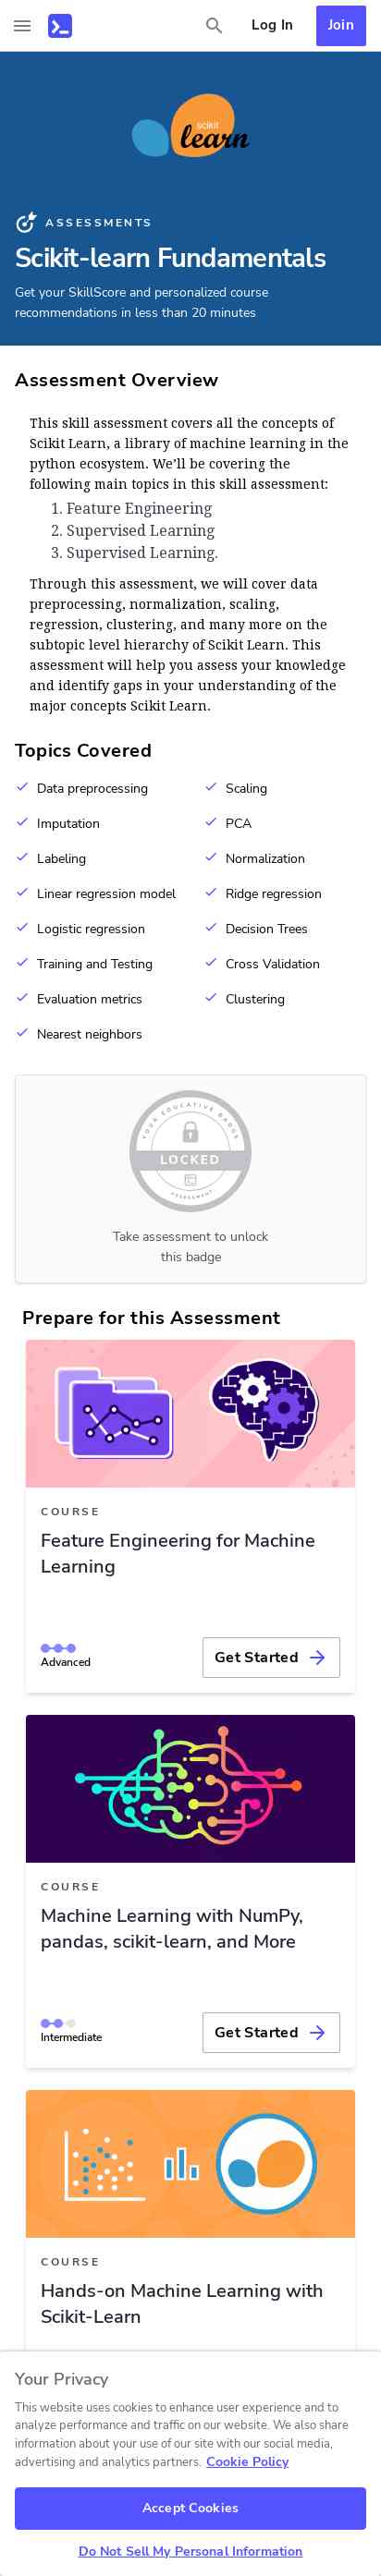 Log In
Join
scikit
learn
ASSESSMENTS
Scikit-learn Fundamentals
Get your SkillScore and personalized course
recommendations in less than 20 minutes
Assessment Overview
This skill assessment covers all the concepts of
Scikit Learn, a library of machine learning in the
python ecosystem. We’ll be covering the
following main topics in this skill assessment:
1. Feature Engineering
2. Supervised Learning
3. Supervised Learning.
Through this assessment, we will cover data
preprocessing, normalization, scaling,
regression, clustering, and many more on the
subtopic level hierarchy of Scikit Learn. This
assessment will help you assess your knowledge
and identify gaps in your understanding of the
major concepts Scikit Learn.
Topics Covered
Data preprocessing
Scaling
Imputation
PCA
Labeling
Normalization
Linear regression model
Ridge regression
Logistic regression
Decision Trees
Training and Testing
Cross Validation
Evaluation metrics
Clustering
Nearest neighbors
YOUR EDUCATIVE BADGE
LOCKED
ASSESSMENT
Take assessment to unlock
this badge
Prepare for this Assessment
COURSE
Feature Engineering for Machine
Learning
Advanced
Get Started
COURSE
Machine Learning with NumPy,
pandas, scikit-learn, and More
Intermediate
Get Started
COURSE
Hands-on Machine Learning with
Scikit-Learn
Your Privacy
This website uses cookies to enhance user experience and to
analyze performance and traffic on our website. We also share
information about your use of our site with our social media,
advertising and analytics partners. Cookie Policy
Accept Cookies
Do Not Sell My Personal Information